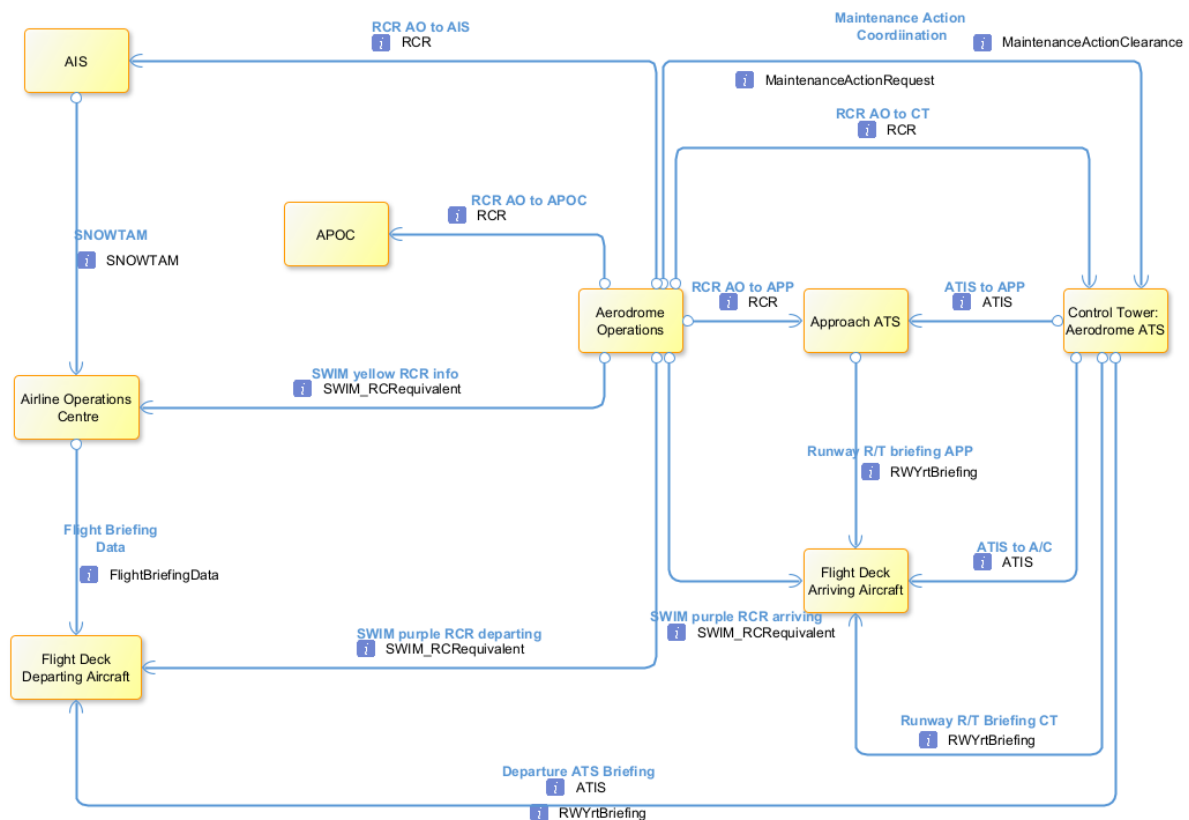 Maintenance Action
Coordiination
RCR AO to AIS
i RCR
i MaintenanceActionClearance
AIS
i MaintenanceActionRequest
RCR AO to CT
i RCR
RCR AO to APOC
i RCR
APOC
SNOWTAM
i SNOWTAM
RCR AO to APP
i RCR
ATIS to APP
i ATIS
Aerodrome
Operations
Approach ATS
Control Tower:
Aerodrome ATS
SWIM yellow RCR info
i SWIM_RCRequivalent
Airline Operations
Centre
Runway R/T briefing APP
i RWYrtBriefing
Flight Briefing
Data
i FlightBriefingData
ATIS to A/C
i ATIS
Flight Deck
Arriving Aircraft
SWIM purple RCR arriving
i SWIM_RCRequivalent
SWIM purple RCR departing
i SWIM_RCRequivalent
Flight Deck
Departing Aircraft
Runway R/T Briefing CT
i RWYrtBriefing
Departure ATS Briefing
i ATIS
i RWYrtBriefing